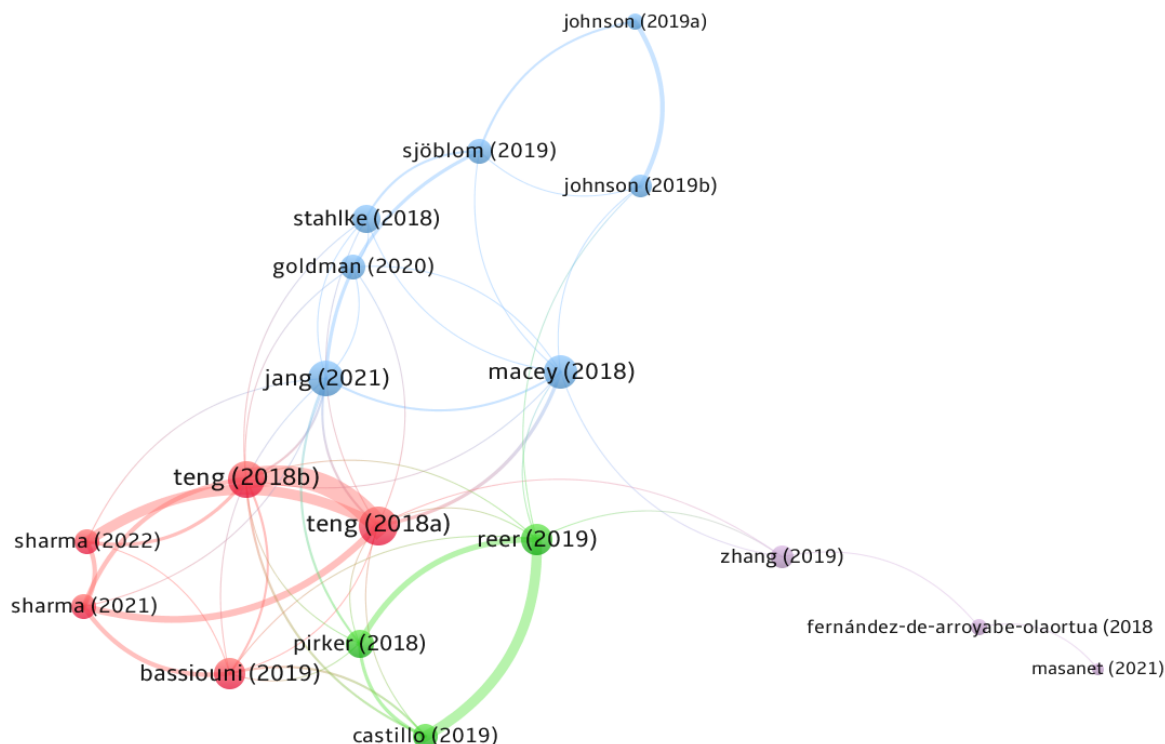 johnson (2019a)
sjöblom (2019)
johnson (2019b)
stahlke (2018)
goldman (2020)
jang (2021)
macey (2018)
teng (2018b)
teng (2018a)
sharma (2022)
reer (2019)
zhang (2019)
sharma (2021)
fernández-de-arroyabe-olaortua (2018
pirker (2018)
bassiouni (2019)
masanet (2021)
castillo (2019)